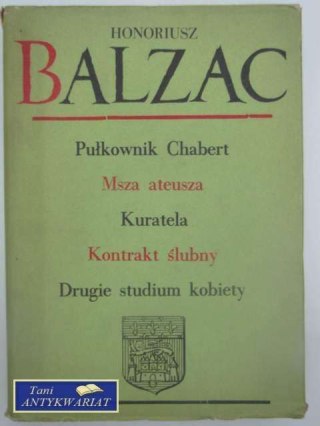 HONORIUSZ
BALZAC
Pułkownik Chabert
Msza ateusza
Kuratela
Kontrakt ślubny
Drugie studium kobiety
Tani
ANTYKWARIAT